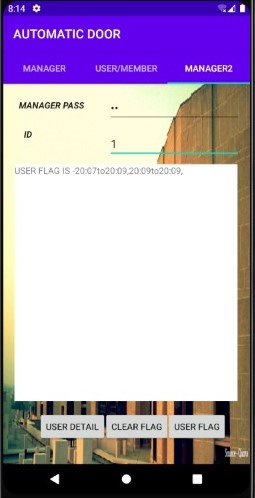 8:14
AUTOMATIC DOOR
MANAGER USER/MEMBER MANAGER2
MANAGER PASS ••
ID
1
USER FLAG IS -20:07to20:09,20:09to20:09,
USER DETAIL CLEAR FLAG USER FLAG